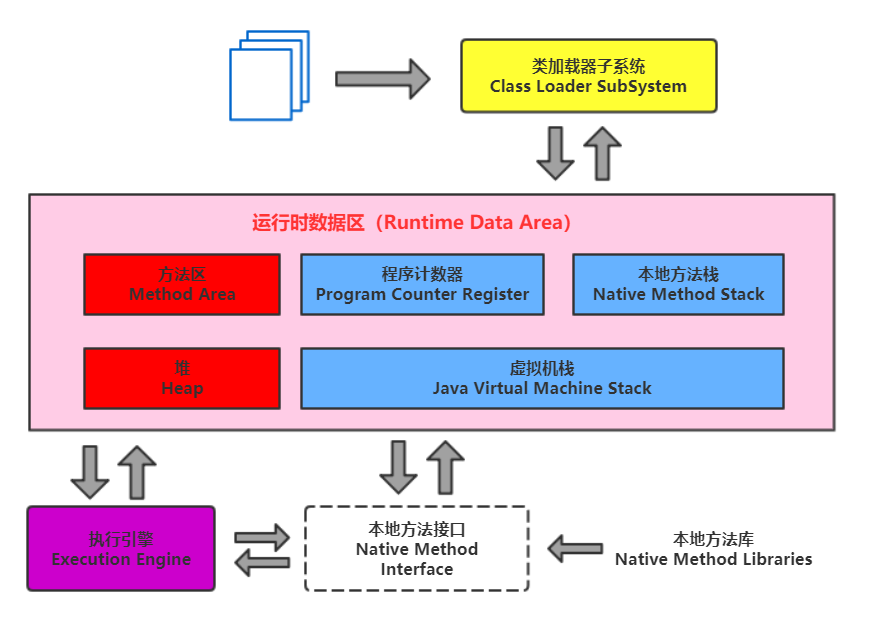 类加载器子系统
Class Loader SubSystem
运行时数据区（Runtime Data Area）
方法区
Method Area
程序计数器
Program Counter Register
本地方法栈
Native Method Stack
堆
Heap
虚拟机栈
Java Virtual Machine Stack
执行引擎
Execution Engine
本地方法接口
Native Method
Interface
本地方法库
Native Method Libraries